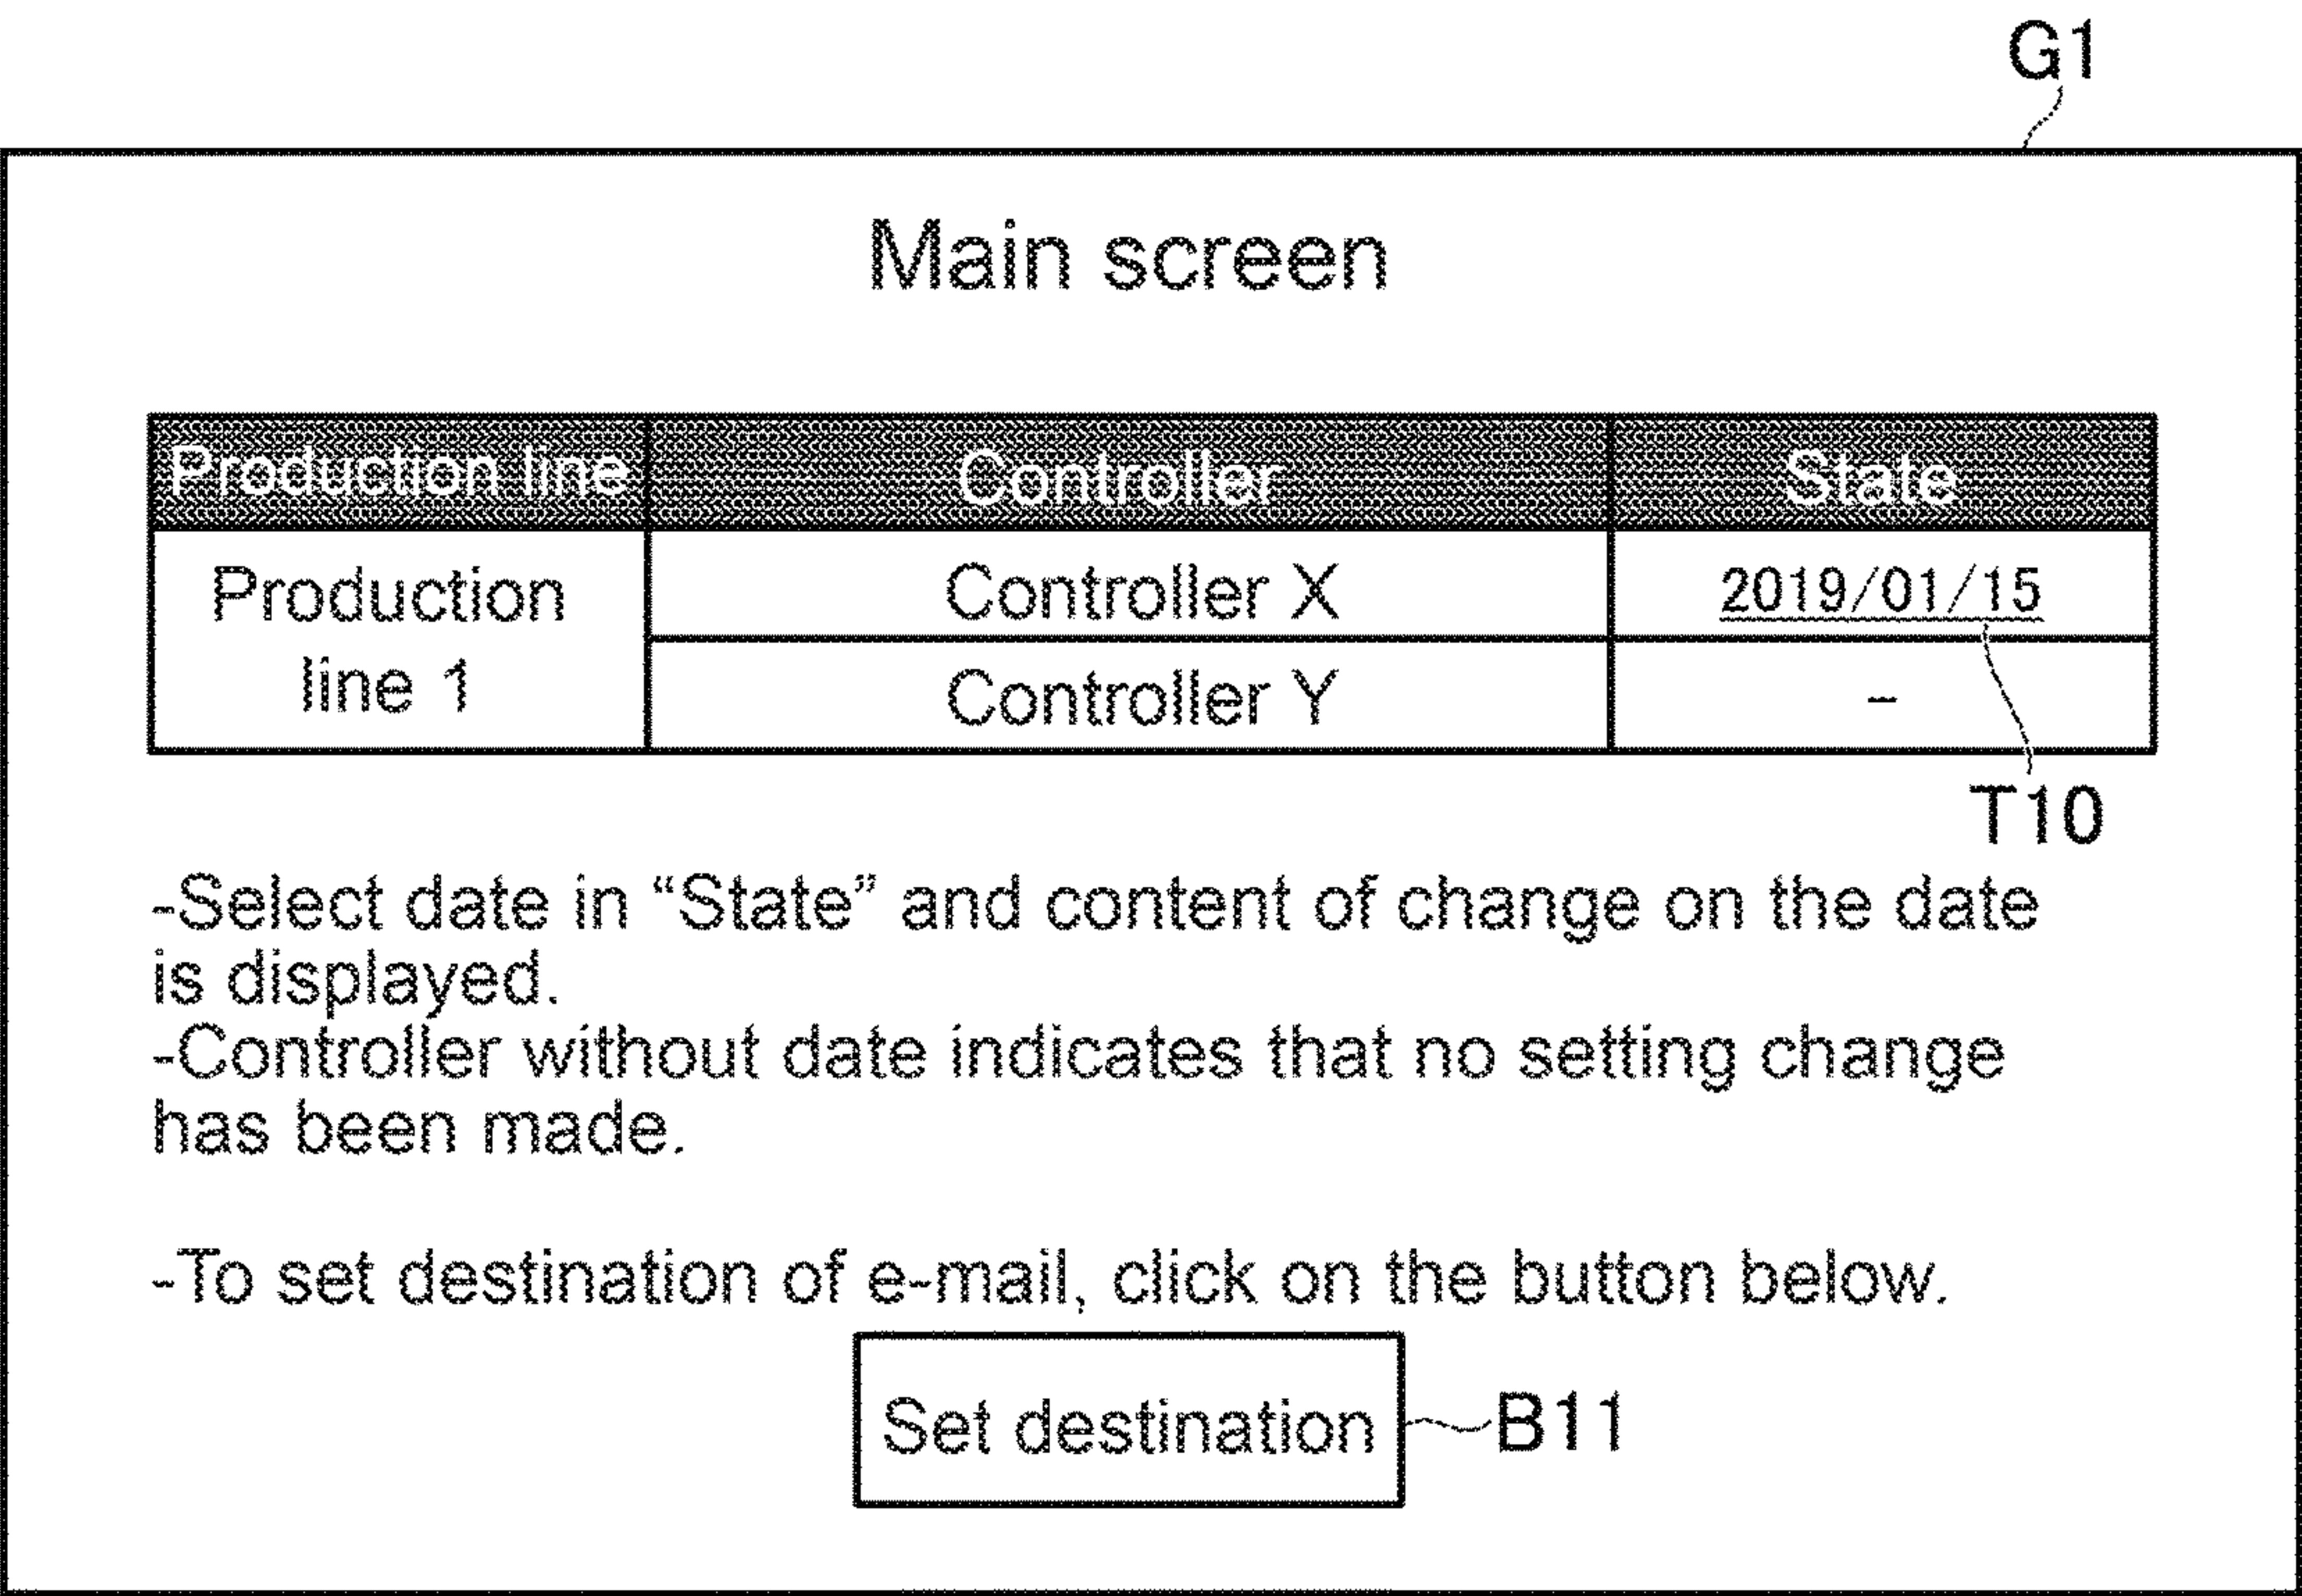 G1
Main screen
Production line Controller State
Production Controller X 2019/01/15
line 1 Controller Y -
T10
-Select date in “State” and content of change on the date
is displayed.
-Controller without date indicates that no setting change
has been made.
-To set destination of e-mail, click on the button below.
Set destination B11